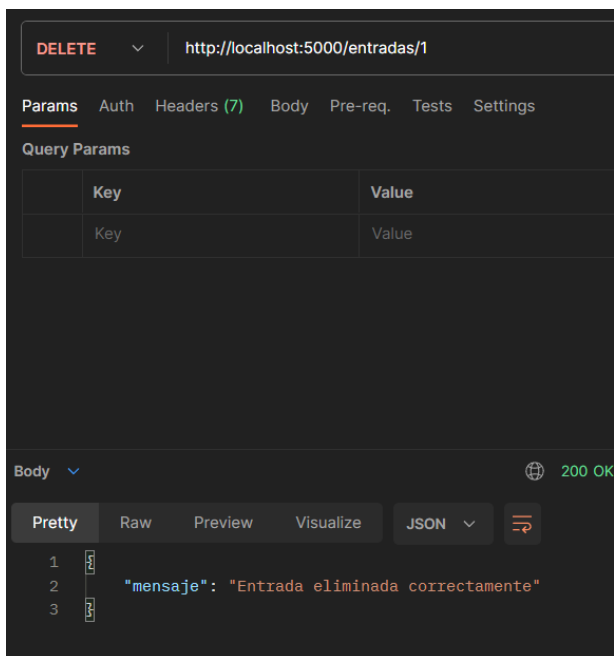 DELETE http://localhost:5000/entradas/1
Params Auth Headers (7) Body Pre-req. Tests Settings
Query Params
Key Value
Key Value
Body 200 OK
Pretty Raw Preview Visualize JSON
1 {
2 "mensaje": "Entrada eliminada correctamente"
3 }